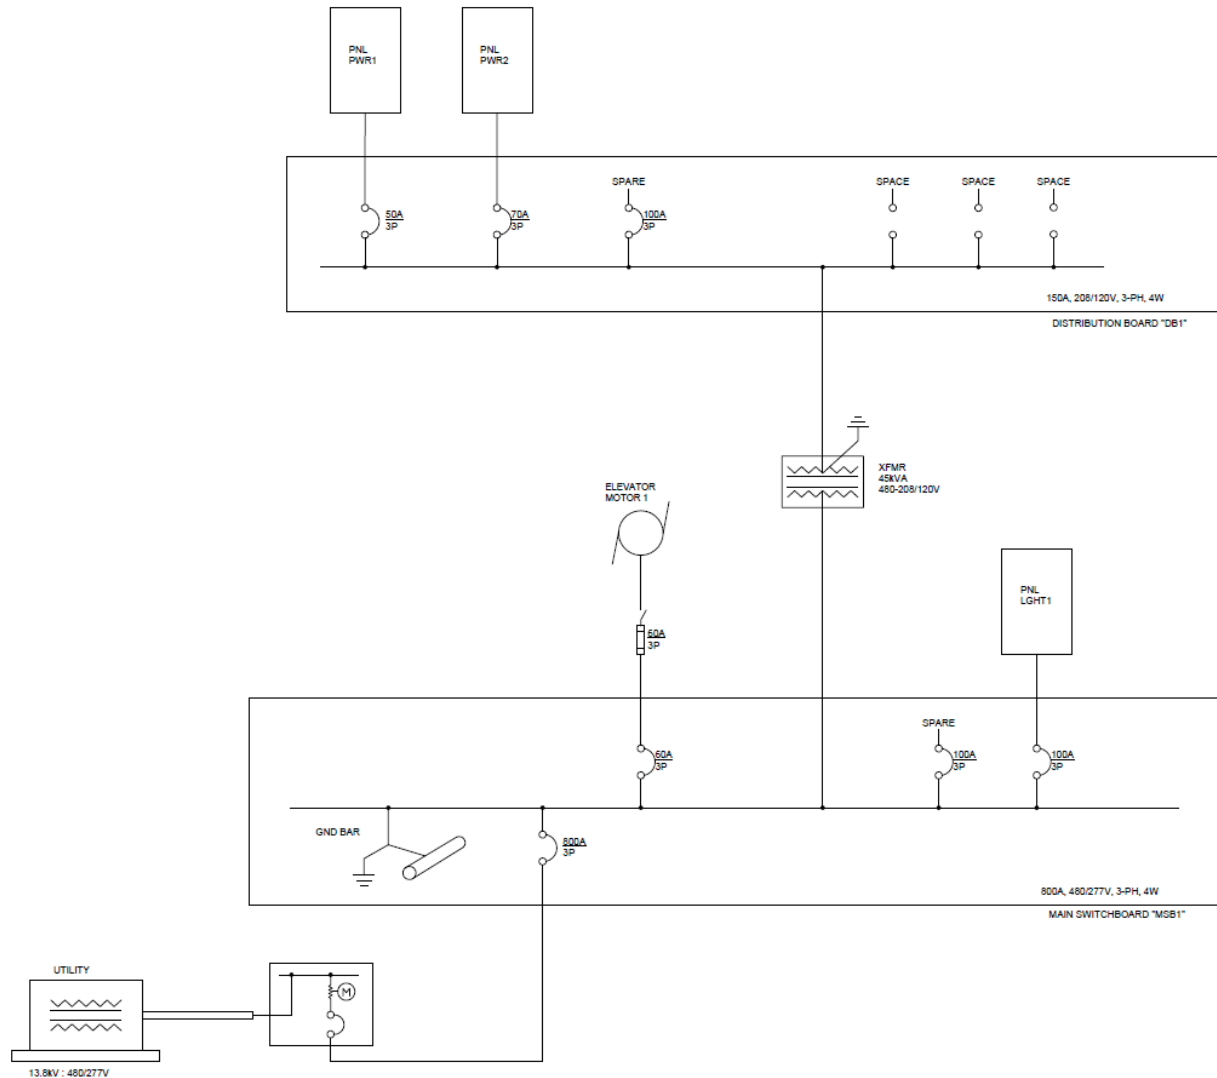 PNL
PWR1
PNL
PWR2
SPARE
SPACE
SPACE
SPACE
50A
3P
70A
3P
100A
3P
150A, 208/120V, 3-PH, 4W
DISTRIBUTION BOARD "DB1"
XFMR
45kVA
480-208/120V
ELEVATOR
MOTOR 1
PNL
LGHT1
60A
3P
SPARE
60A
3P
100A
3P
100A
3P
GND BAR
800A
3P
800A, 480/277V, 3-PH, 4W
MAIN SWITCHBOARD "MSB1"
UTILITY
M
13.8kV : 480/277V